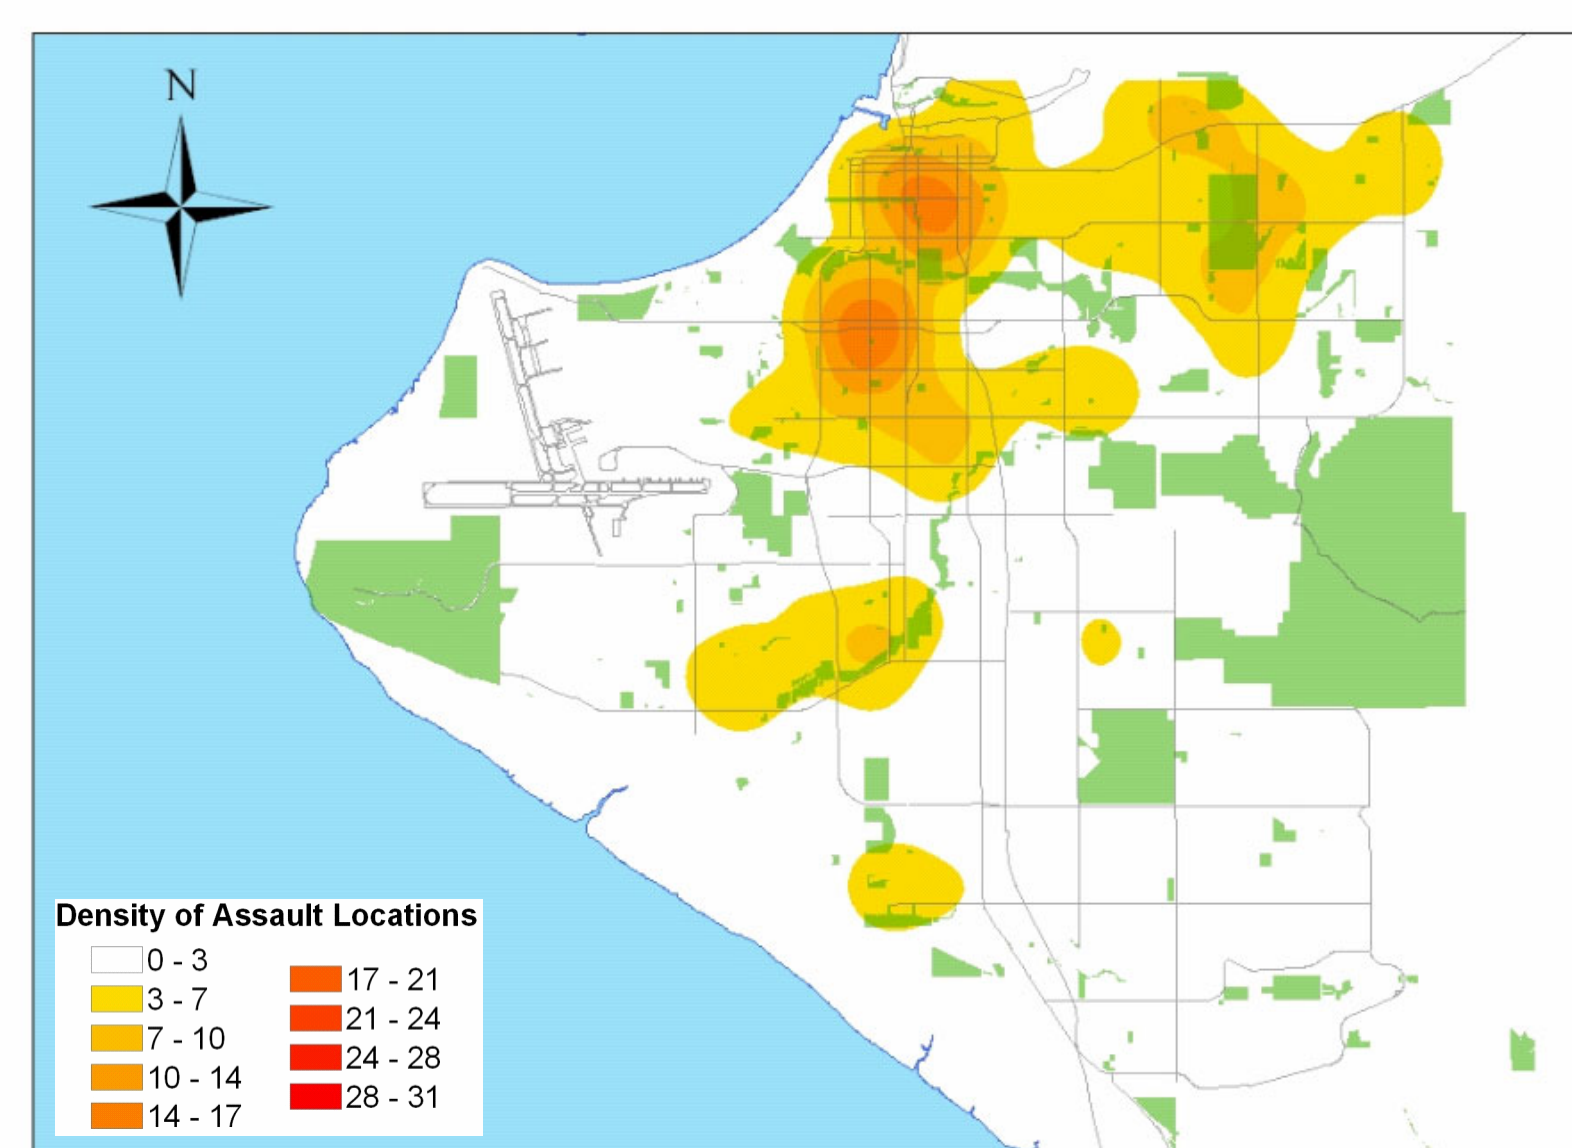 N
Density of Assault Locations
0 - 3
3 - 7
7 - 10
10 - 14
14 - 17
17 - 21
21 - 24
24 - 28
28 - 31